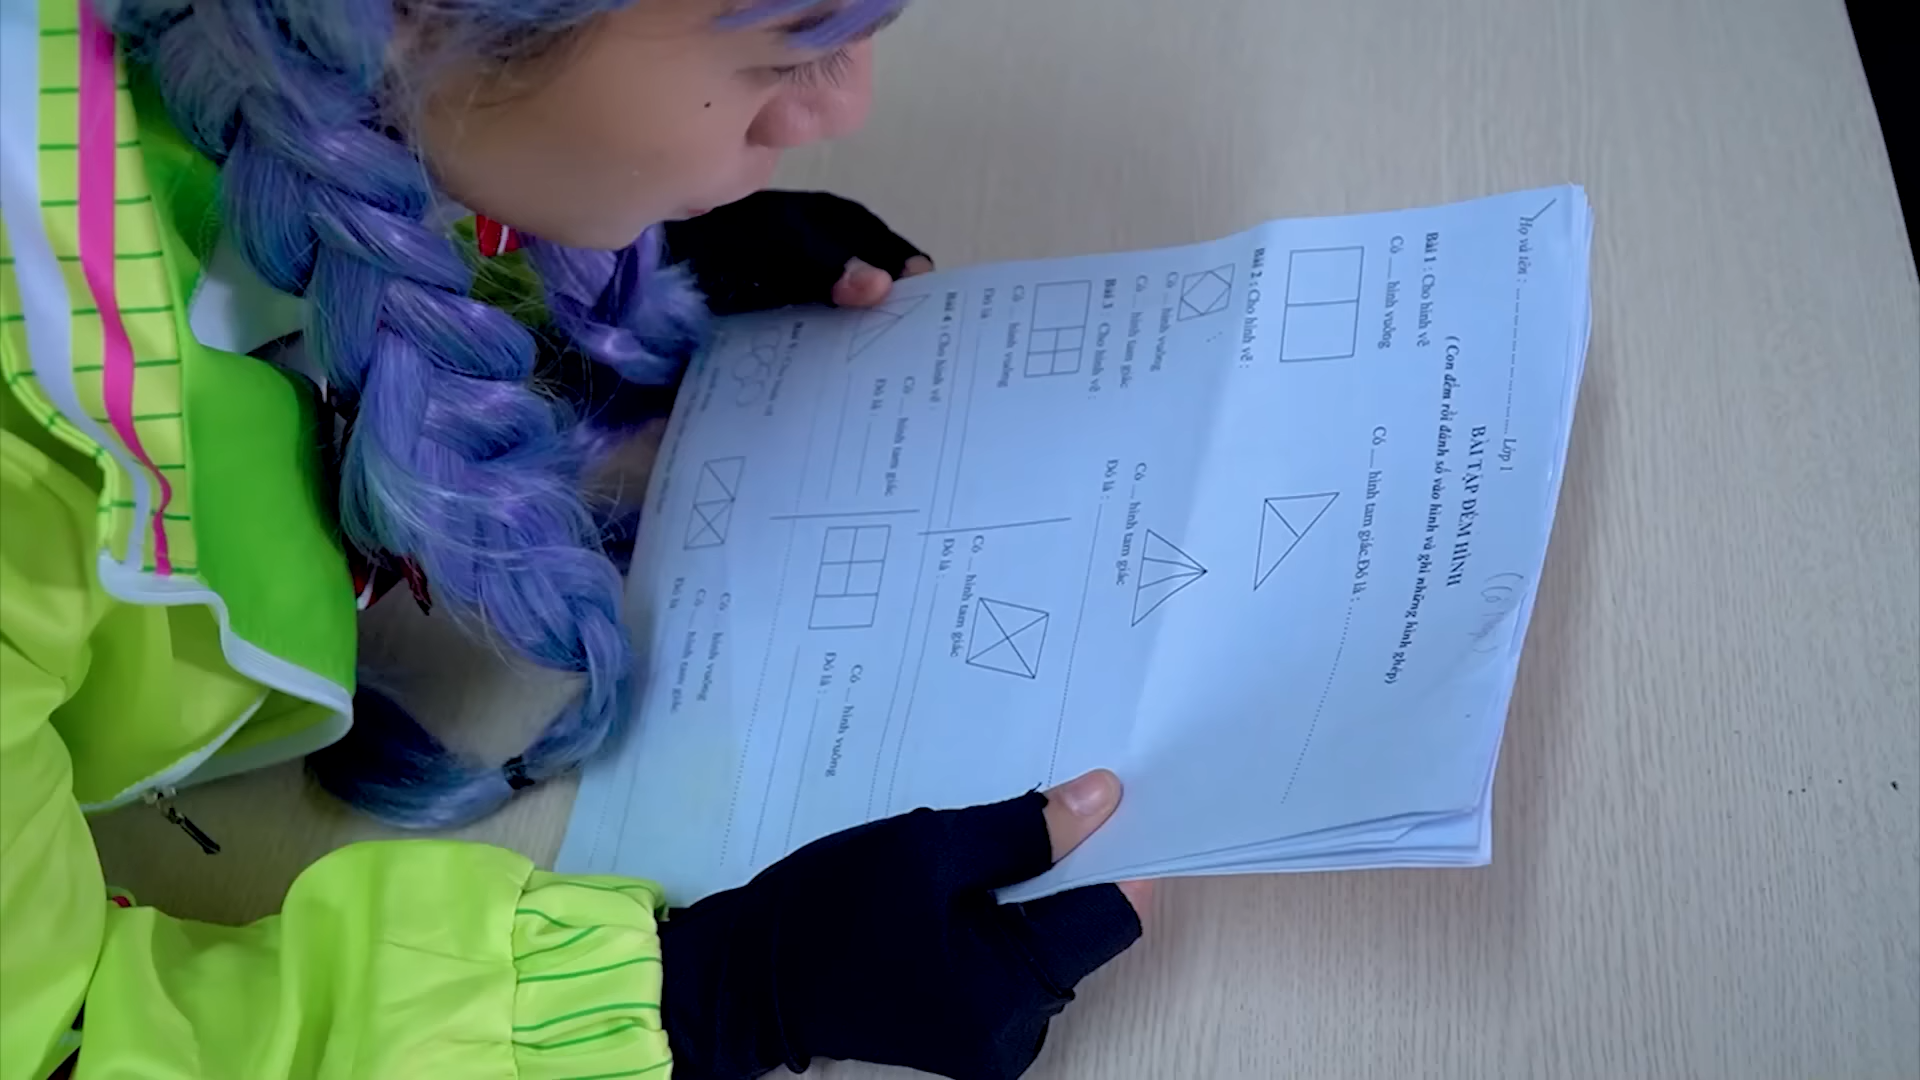 Họ và tên : ................................ Lớp 1
BÀI TẬP ĐẾM HÌNH
( Con đếm rồi đánh số vào hình và ghi những hình ghép)
Bài 1 : Cho hình vẽ
Có ... hình vuông
Có ... hình tam giác.Đó là : ................
Bài 2 : Cho hình vẽ :
Có ... hình vuông
Có ... hình tam giác
Có ... hình tam giác
Đó là :
Bài 3 : Cho hình vẽ :
Có ... hình vuông
Đó là :
Có ... hình tam giác
Đó là :
Bài 4 : Cho hình vẽ :
Có ... hình tam giác
Đó là :
Có ... hình vuông
Đó là :
Có ... hình vuông
Có ... hình tam giác
Đó là